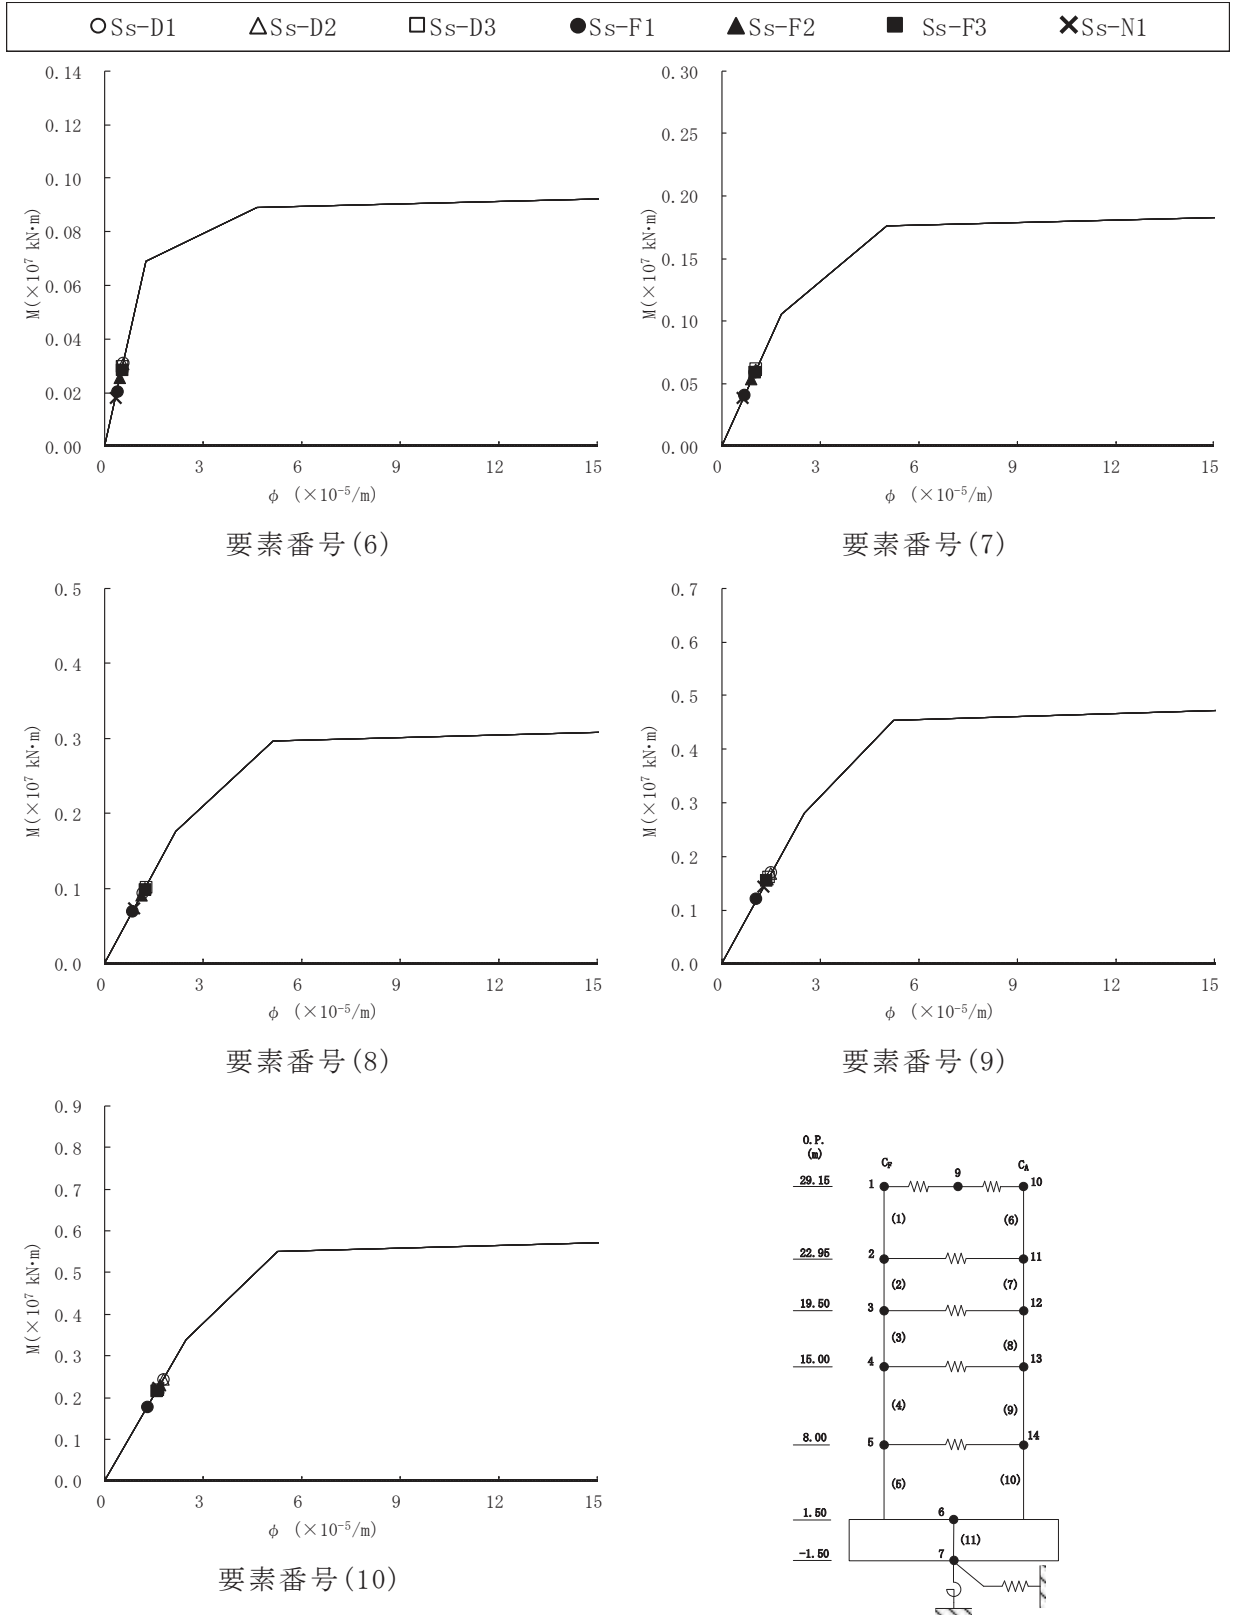 ○Ss-D1 △Ss-D2 □Ss-D3 ●Ss-F1 ▲Ss-F2 ■ Ss-F3 ×Ss-N1
0.14
0.12
0.10
0.08
0.06
0.04
0.02
0.00
M(×10⁷ kN・m)
0 3 6 9 12 15
φ (×10⁻⁵/m)
要素番号(6)
0.30
0.25
0.20
0.15
0.10
0.05
0.00
M(×10⁷ kN・m)
0 3 6 9 12 15
φ (×10⁻⁵/m)
要素番号(7)
0.5
0.4
0.3
0.2
0.1
0.0
M(×10⁷ kN・m)
0 3 6 9 12 15
φ (×10⁻⁵/m)
要素番号(8)
0.7
0.6
0.5
0.4
0.3
0.2
0.1
0.0
M(×10⁷ kN・m)
0 3 6 9 12 15
φ (×10⁻⁵/m)
要素番号(9)
0.9
0.8
0.7
0.6
0.5
0.4
0.3
0.2
0.1
0.0
M(×10⁷ kN・m)
0 3 6 9 12 15
φ (×10⁻⁵/m)
要素番号(10)
O.P.
(m)
C_F C_A
29.15 1 9 10
(1) (6)
22.95 2 11
(2) (7)
19.50 3 12
(3) (8)
15.00 4 13
(4) (9)
8.00 5 14
(5) (10)
1.50 6
(11)
-1.50 7